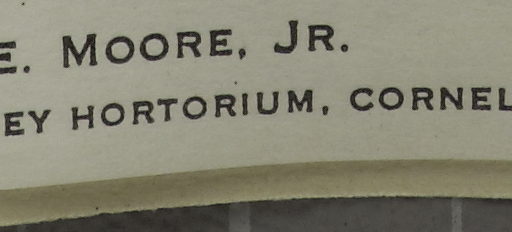 E. MOORE, JR.
EY HORTORIUM, CORNEL